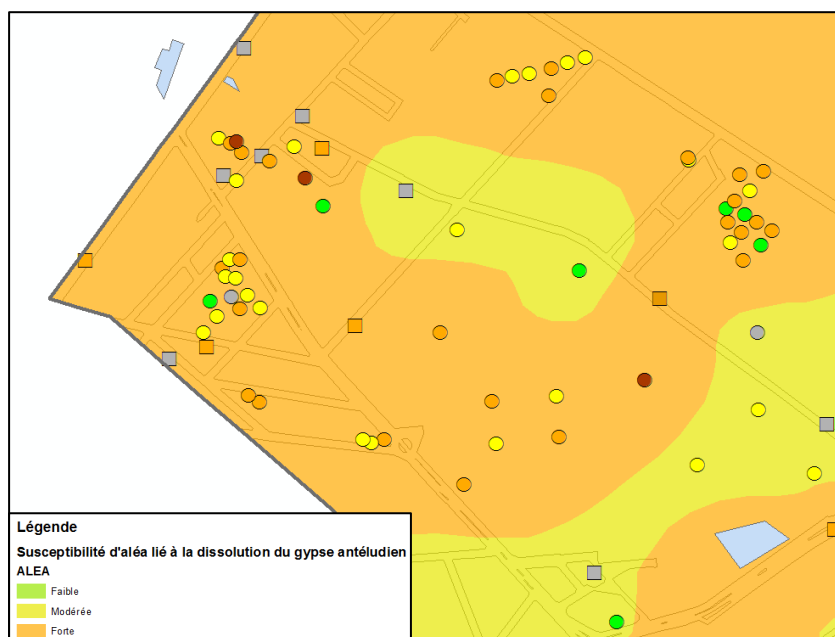 Légende
Susceptibilité d'aléa lié à la dissolution du gypse antéludien
ALEA
Faible
Modérée
Forte